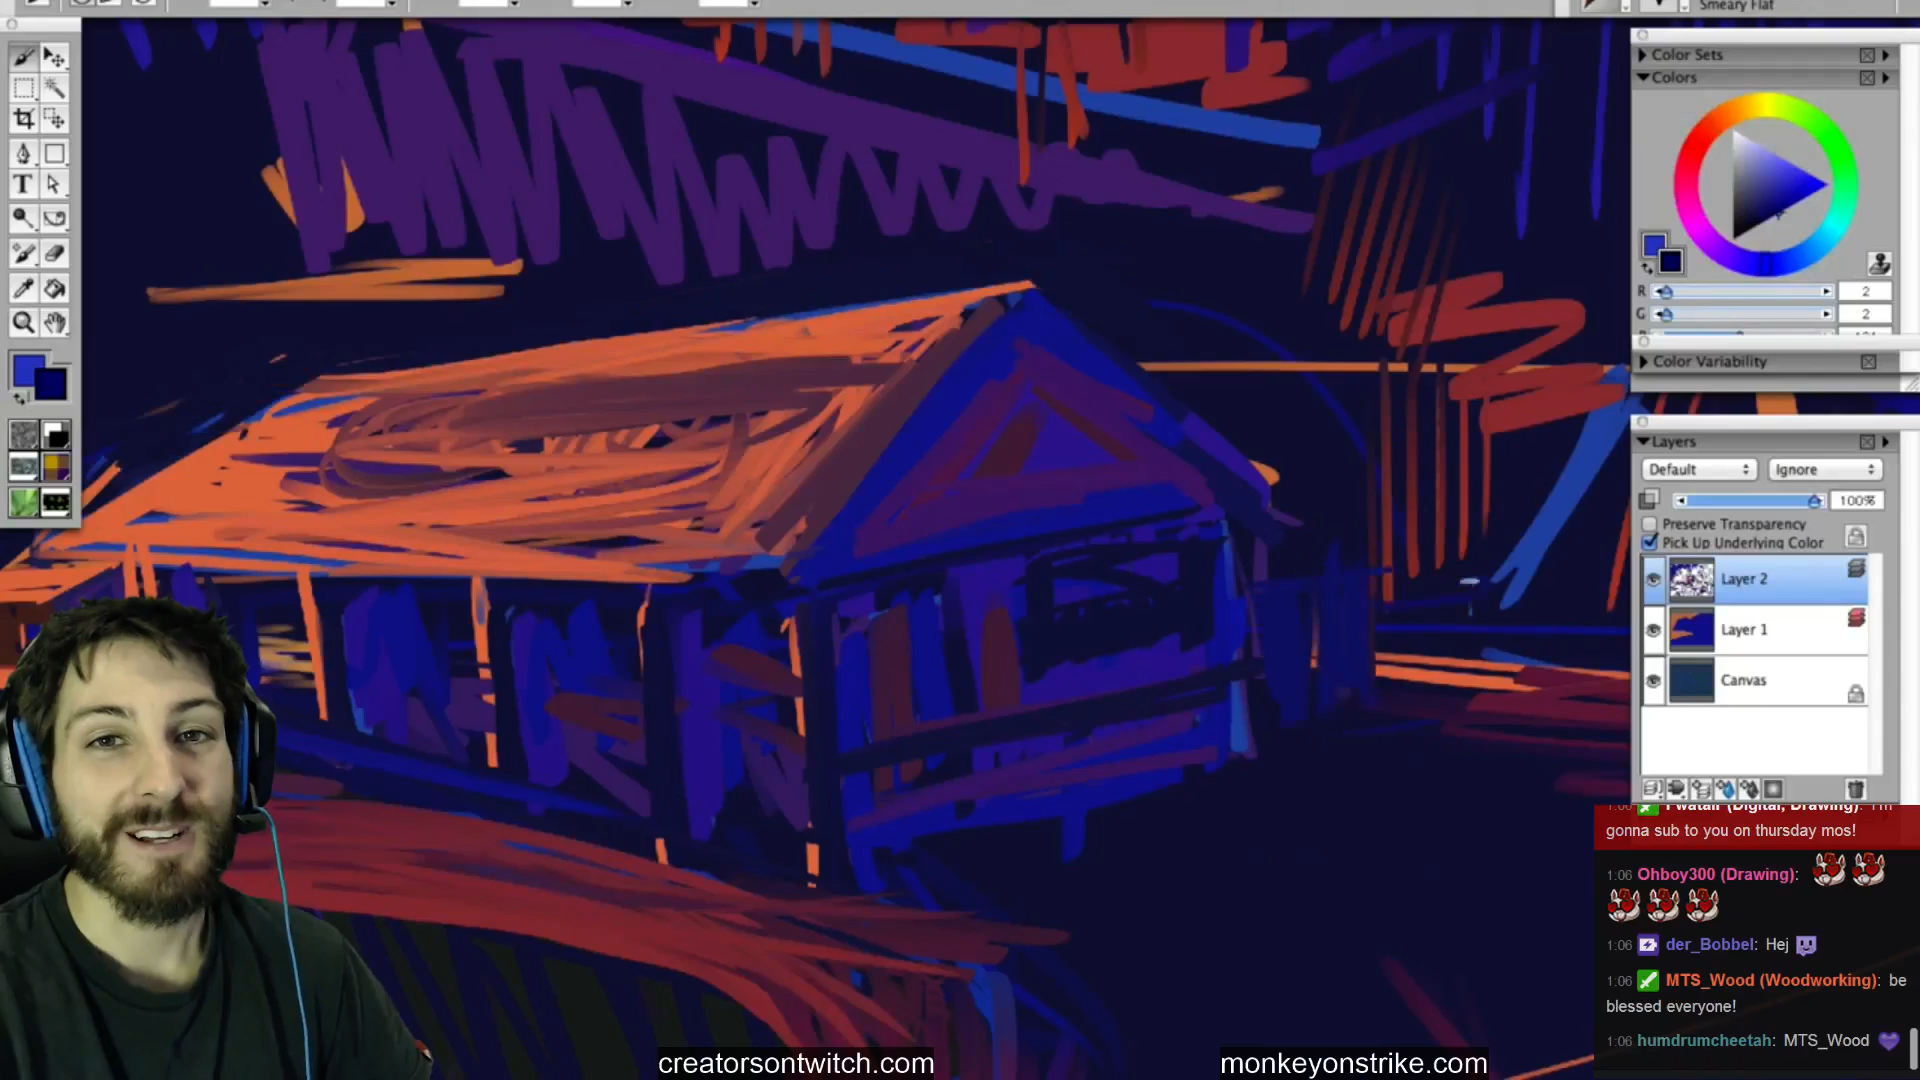 Smeary Flat
Color Sets
Colors
R 2
G 2
Color Variability
Layers
Default Ignore
100%
Preserve Transparency
Pick Up Underlying Color
Layer 2
Layer 1
Canvas
T
(Digital, Drawing): I'm
gonna sub to you on thursday mos!
1:06 Ohboy300 (Drawing):
1:06 der_Bobbel: Hej
1:06 MTS_Wood (Woodworking): be
blessed everyone!
1:06 humdrumcheetah: MTS_Wood
creatorsontwitch.com
monkeyonstrike.com